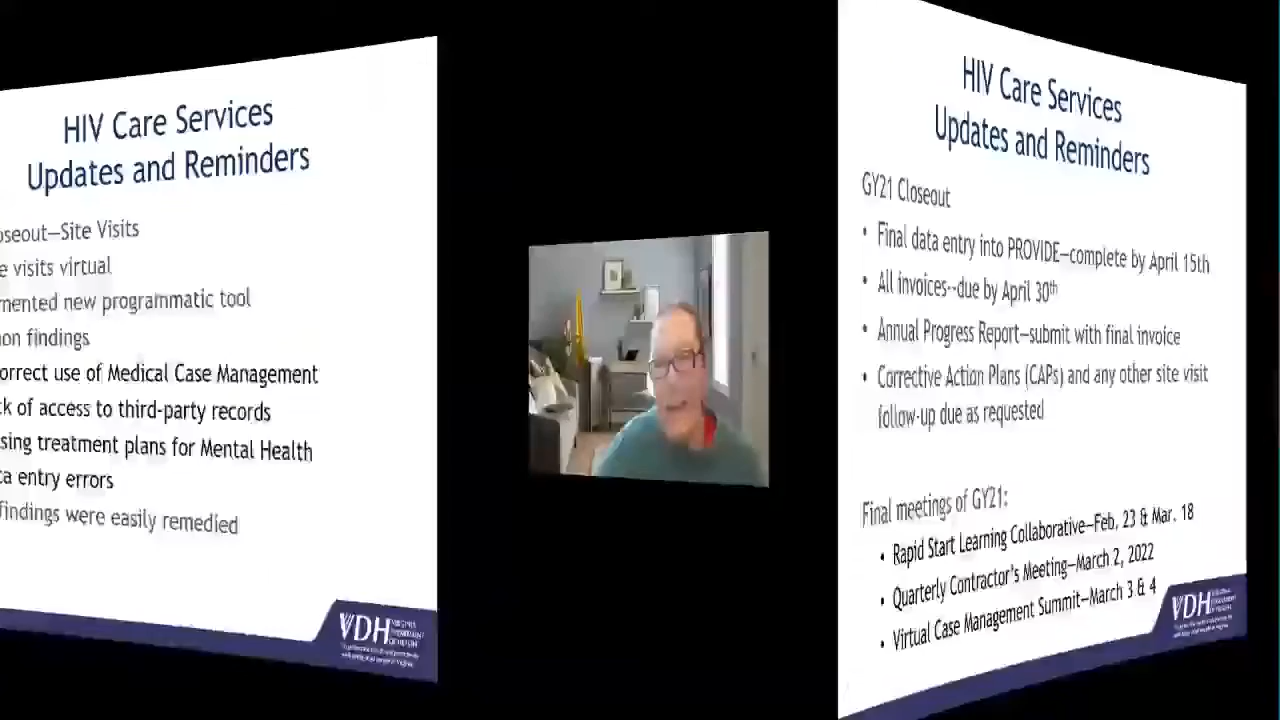 HIV Care Services
Updates and Reminders
oseout—Site Visits
e visits virtual
mented new programmatic tool
on findings
orrect use of Medical Case Management
ck of access to third-party records
sing treatment plans for Mental Health
ta entry errors
findings were easily remedied
VDH VIRGINIA
DEPARTMENT
OF HEALTH
HIV Care Services
Updates and Reminders
GY21 Closeout
• Final data entry into PROVIDE—complete by April 15th
• All invoices--due by April 30th
• Annual Progress Report—submit with final invoice
• Corrective Action Plans (CAPs) and any other site visit
follow-up due as requested
Final meetings of GY21:
• Rapid Start Learning Collaborative—Feb, 23 & Mar. 18
• Quarterly Contractor's Meeting—March 2, 2022
• Virtual Case Management Summit—March 3 & 4
VDH